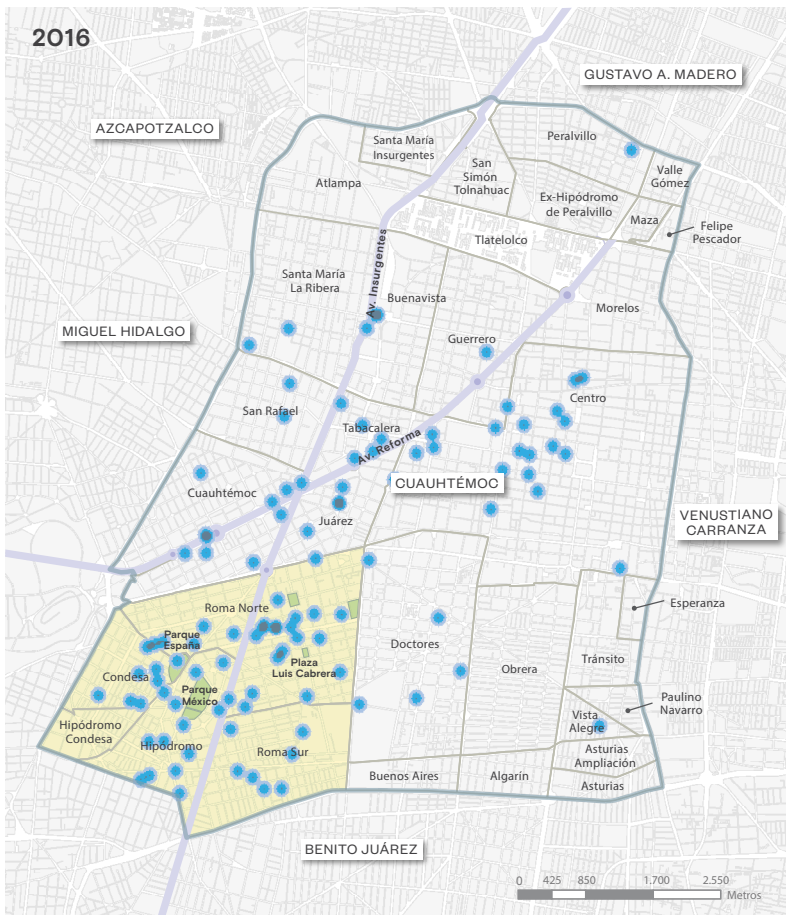 2016
GUSTAVO A. MADERO
AZCAPOTZALCO
Peralvillo
Santa María
Insurgentes
San
Simón
Tolnahuac
Valle
Gómez
Atlampa
Ex-Hipódromo
de Peralvillo
Maza
Felipe
Pescador
Tlatelolco
Av. Insurgentes
Santa María
La Ribera
Buenavista
Morelos
MIGUEL HIDALGO
Guerrero
Centro
San Rafael
Tabacalera
Av. Reforma
CUAUHTÉMOC
Cuauhtémoc
Juárez
VENUSTIANO
CARRANZA
Roma Norte
Esperanza
Parque
España
Doctores
Plaza
Luis Cabrera
Tránsito
Condesa
Obrera
Parque
México
Paulino
Navarro
Hipódromo
Condesa
Vista
Alegre
Hipódromo
Roma Sur
Asturias
Ampliación
Buenos Aires
Algarín
Asturias
BENITO JUÁREZ
0 425 850 1.700 2.550
Metros